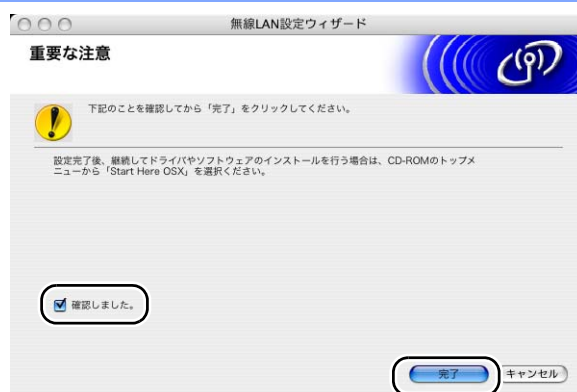 無線LAN設定ウィザード
重要な注意
下記のことを確認してから「完了」をクリックしてください。
設定完了後、継続してドライバやソフトウェアのインストールを行う場合は、CD-ROMのトップメ
ニューから「Start Here OSX」を選択ください。
確認しました。
完了
キャンセル